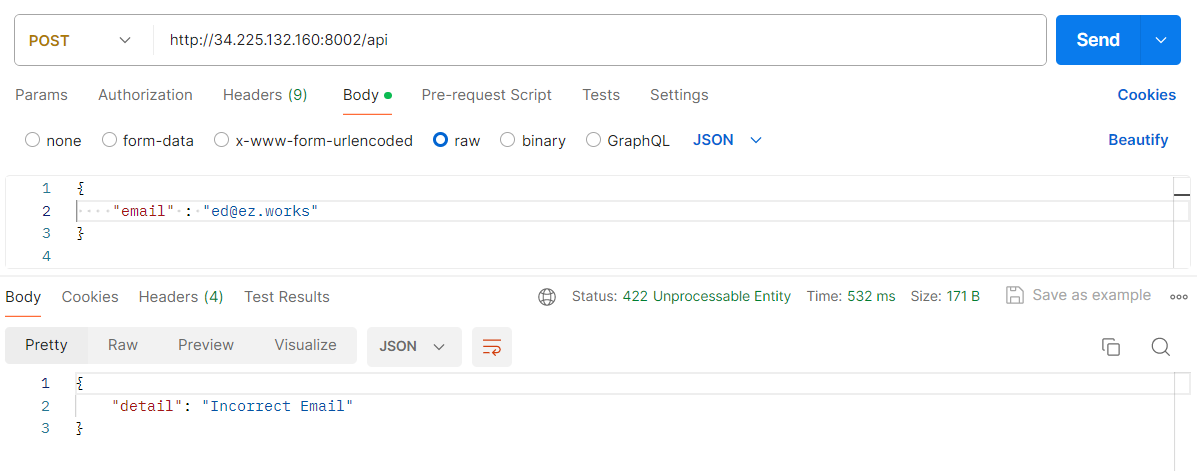 POST http://34.225.132.160:8002/api Send
Params Authorization Headers (9) Body Pre-request Script Tests Settings Cookies
none form-data x-www-form-urlencoded raw binary GraphQL JSON Beautify
1 {
2 "email" : "ed@ez.works"
3 }
4
Body Cookies Headers (4) Test Results Status: 422 Unprocessable Entity Time: 532 ms Size: 171 B Save as example
Pretty Raw Preview Visualize JSON
1 {
2 "detail": "Incorrect Email"
3 }